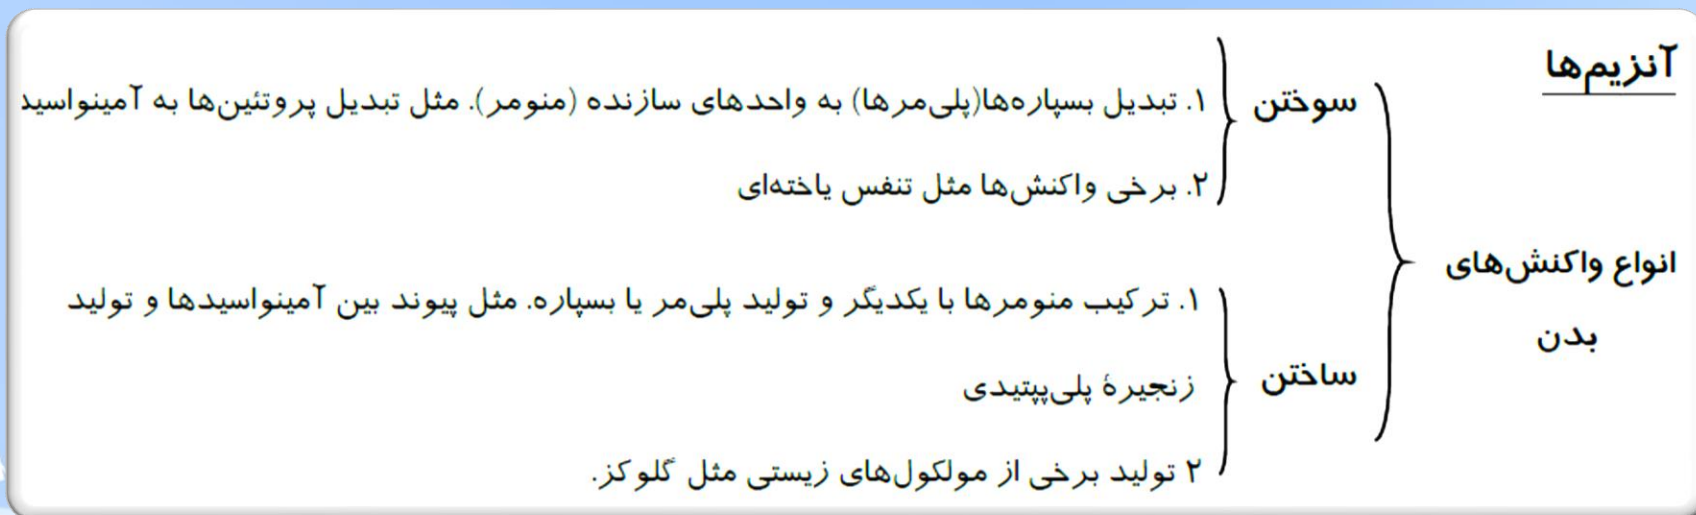 آنزیم‌ها
انواع واکنش‌های
بدن
سوختن
۱. تبدیل بسپاره‌ها(پلی‌مرها) به واحدهای سازنده (منومر). مثل تبدیل پروتئین‌ها به آمینواسید
۲. برخی واکنش‌ها مثل تنفس یاخته‌ای
ساختن
۱. ترکیب منومرها با یکدیگر و تولید پلی‌مر یا بسپاره. مثل پیوند بین آمینواسیدها و تولید
زنجیرهٔ پلی‌پپتیدی
۲ تولید برخی از مولکول‌های زیستی مثل گلوکز.